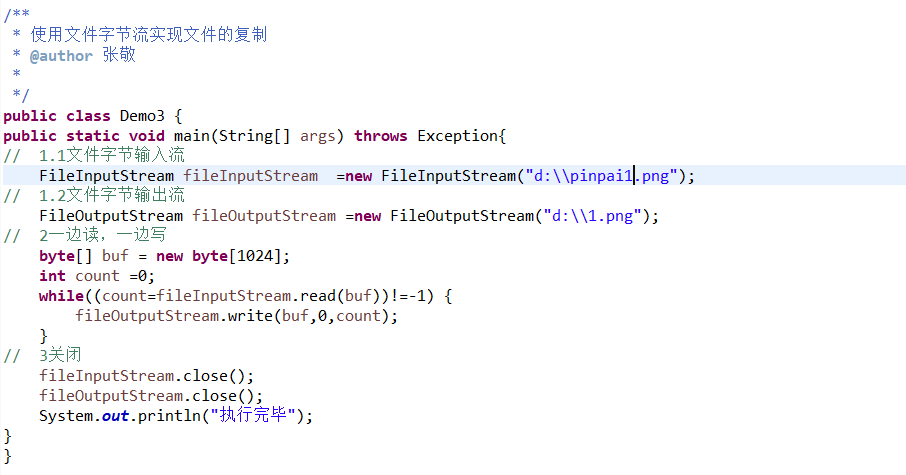 /**
 * 使用文件字节流实现文件的复制
 * @author 张敬
 *
 */
public class Demo3 {
public static void main(String[] args) throws Exception{
//  1.1文件字节输入流
    FileInputStream fileInputStream  =new FileInputStream("d:\\pinpai1.png");
//  1.2文件字节输出流
    FileOutputStream fileOutputStream =new FileOutputStream("d:\\1.png");
//  2一边读，一边写
    byte[] buf = new byte[1024];
    int count =0;
    while((count=fileInputStream.read(buf))!=-1) {
        fileOutputStream.write(buf,0,count);
    }
//  3关闭
    fileInputStream.close();
    fileOutputStream.close();
    System.out.println("执行完毕");
}
}